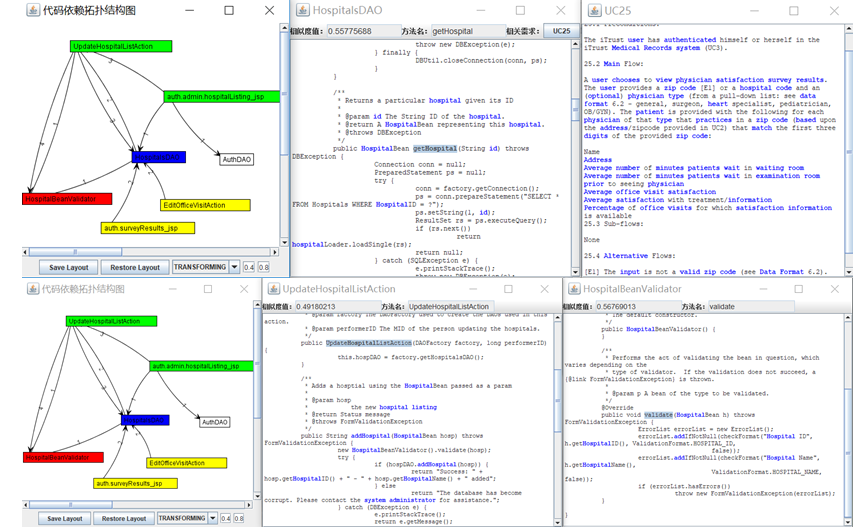 代码依赖拓扑结构图
UpdateHospitalListAction
auth.admin.hospitalListing_jsp
AuthDAO
HospitalBeanValidator
EditOfficeVisitAction
auth.surveyResults_jsp
Save Layout
Restore Layout
TRANSFORMING
0.4
0.8
HospitalsDAO
相似度值: 0.55775688 方法名: getHospital 相关需求: UC25
throw new DBException(e);
} finally {
DBUtil.closeConnection(conn, ps);
}
}
/**
* Returns a particular hospital given its ID
*
* @param id The String ID of the hospital.
* @return A HospitalBean representing this hospital.
* @throws DBException
*/
public HospitalBean getHospital(String id) throws
DBException {
Connection conn = null;
PreparedStatement ps = null;
try {
conn = factory.getConnection();
ps = conn.prepareStatement("SELECT *
FROM Hospitals WHERE HospitalID = ?");
ps.setString(1, id);
ResultSet rs = ps.executeQuery();
if (rs.next())
return
hospitalLoader.loadSingle(rs);
return null;
} catch (SQLException e) {
e.printStackTrace();
UC25
The iTrust user has authenticated himself or herself in the
iTrust Medical Records system (UC3).
25.2 Main Flow:
A user chooses to view physician satisfaction survey results.
The user provides a zip code [E1] or a hospital code and an
(optional) physician type (from a pull-down list: see data
format 6.2 - general, surgeon, heart specialist, pediatrician,
OB/GYN). The patient is provided with the following for each
physician of that type that practices in a zip code (based upon
the address/zipcode provided in UC2) that match the first three
digits of the provided zip code:
Name
Address
Average number of minutes patients wait in waiting room
Average number of minutes patients wait in examination room
prior to seeing physician
Average office visit satisfaction
Average satisfaction with treatment/information
Percentage of office visits for which satisfaction information
is available
25.3 Sub-flows:
None
25.4 Alternative Flows:
[E1] The input is not a valid zip code (see Data Format 6.2).
代码依赖拓扑结构图
UpdateHospitalListAction
auth.admin.hospitalListing_jsp
AuthDAO
HospitalBeanValidator
EditOfficeVisitAction
auth.surveyResults_jsp
Save Layout
Restore Layout
TRANSFORMING
0.4
0.8
UpdateHospitalListAction
相似度值: 0.49180213 方法名: UpdateHospitalListAction
* @param factory The DAOFactory used to create the DAOs used in this
action.
* @param performerID The MID of the person updating the hospitals.
*/
public UpdateHospitalListAction(DAOFactory factory, long performerID)
{
this.hospDAO = factory.getHospitalsDAO();
}
/**
* Adds a hosptial using the HospitalBean passed as a param
*
* @param hosp
* the new hospital listing
* @return Status message
* @throws FormValidationException
*/
public String addHospital(HospitalBean hosp) throws
FormValidationException {
new HospitalBeanValidator().validate(hosp);
try {
if (hospDAO.addHospital(hosp)) {
return "Success: " +
hosp.getHospitalID() + " - " + hosp.getHospitalName() + " added";
} else
return "The database has become
corrupt. Please contact the system administrator for assistance.";
} catch (DBException e) {
e.printStackTrace();
return e.getMessage();
HospitalBeanValidator
相似度值: 0.56769013 方法名: validate
* The default constructor.
*/
public HospitalBeanValidator() {
}
/**
* Performs the act of validating the bean in question, which
varies depending on the
* type of validator. If the validation does not succeed, a
{@link FormValidationException} is thrown.
*
* @param p A bean of the type to be validated.
*/
@Override
public void validate(HospitalBean h) throws
FormValidationException {
ErrorList errorList = new ErrorList();
errorList.addIfNotNull(checkFormat("Hospital ID",
h.getHospitalID(), ValidationFormat.HOSPITAL_ID,
false));
errorList.addIfNotNull(checkFormat("Hospital Name",
h.getHospitalName(),
ValidationFormat.HOSPITAL_NAME,
false));
if (errorList.hasErrors())
throw new FormValidationException(errorList);
}